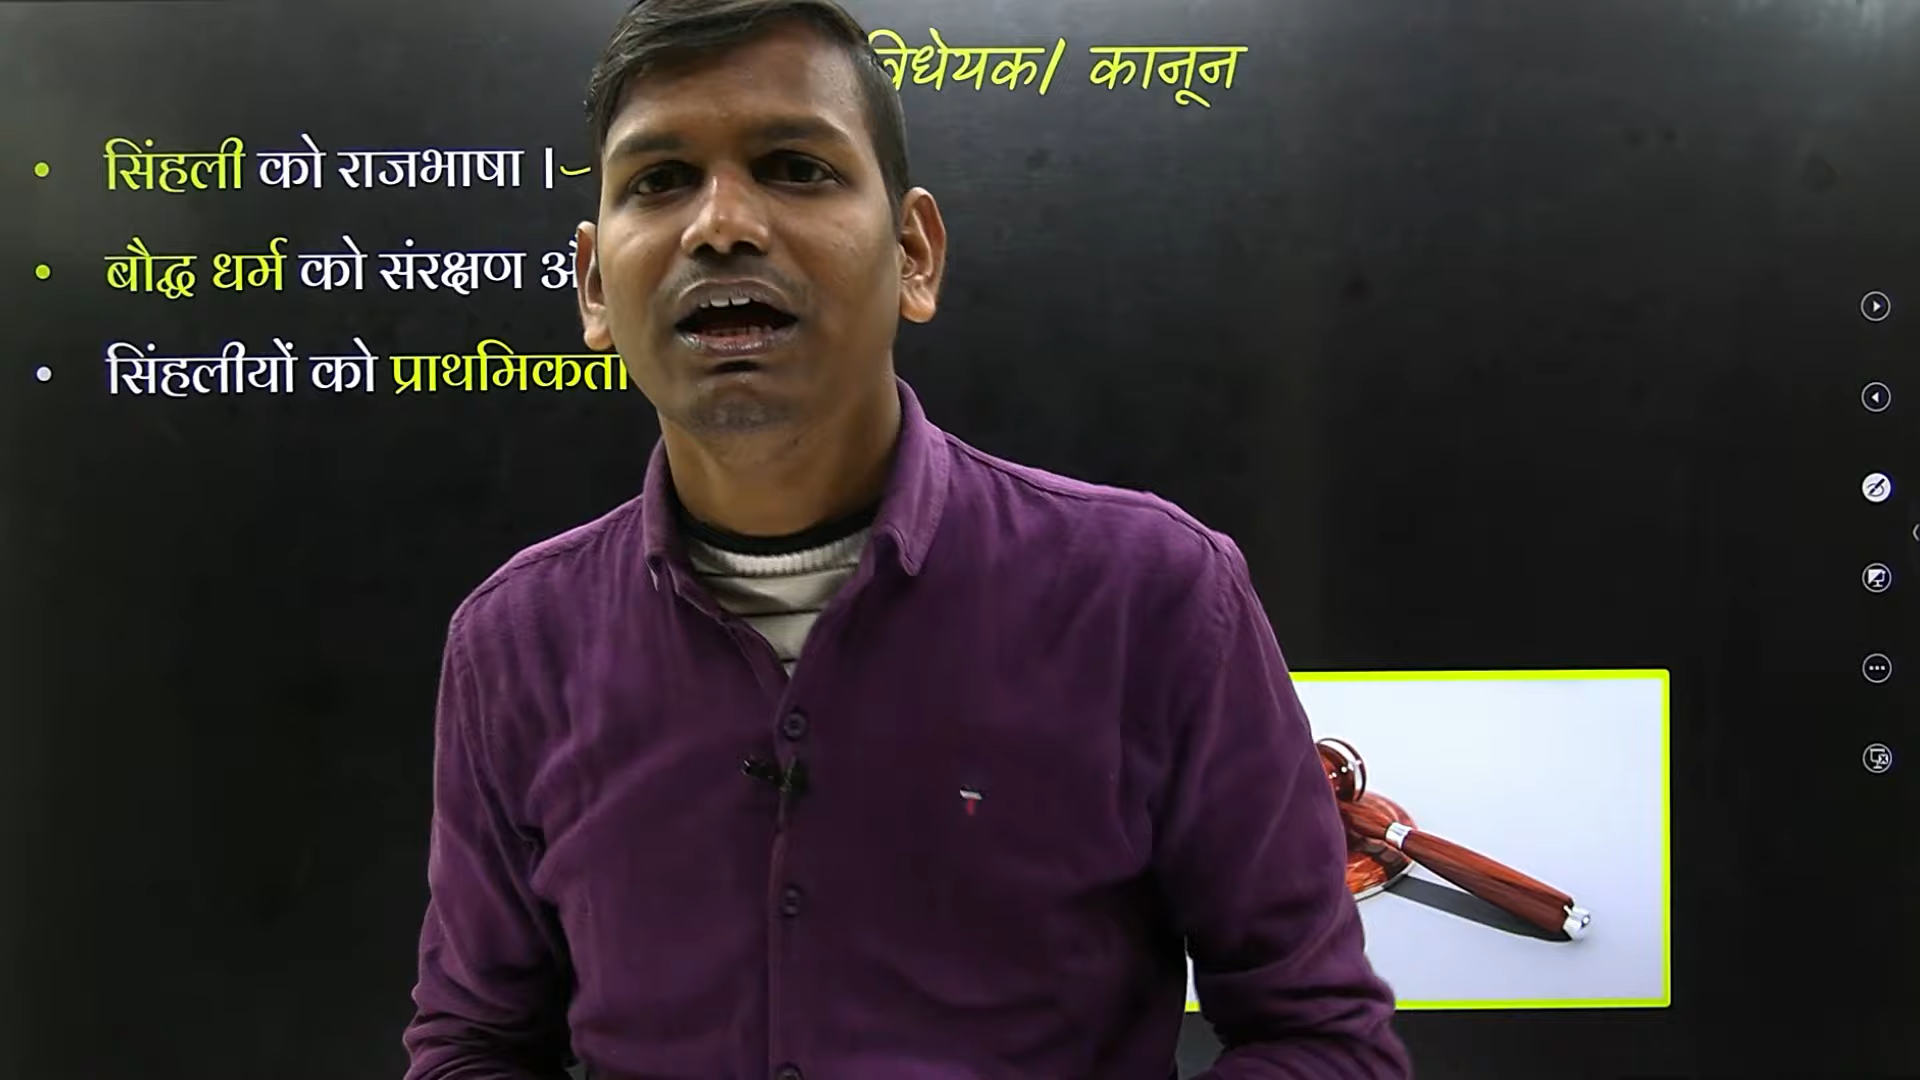 विधेयक/ कानून
सिंहली को राजभाषा ।
बौद्ध धर्म को संरक्षण
सिंहलीयों को प्राथमिकता